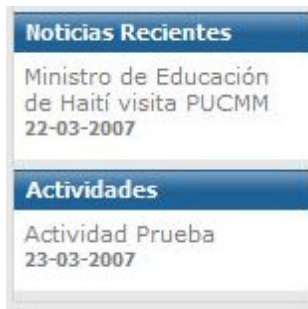 Noticias Recientes
Ministro de Educación
de Haití visita PUCMM
22-03-2007
Actividades
Actividad Prueba
23-03-2007